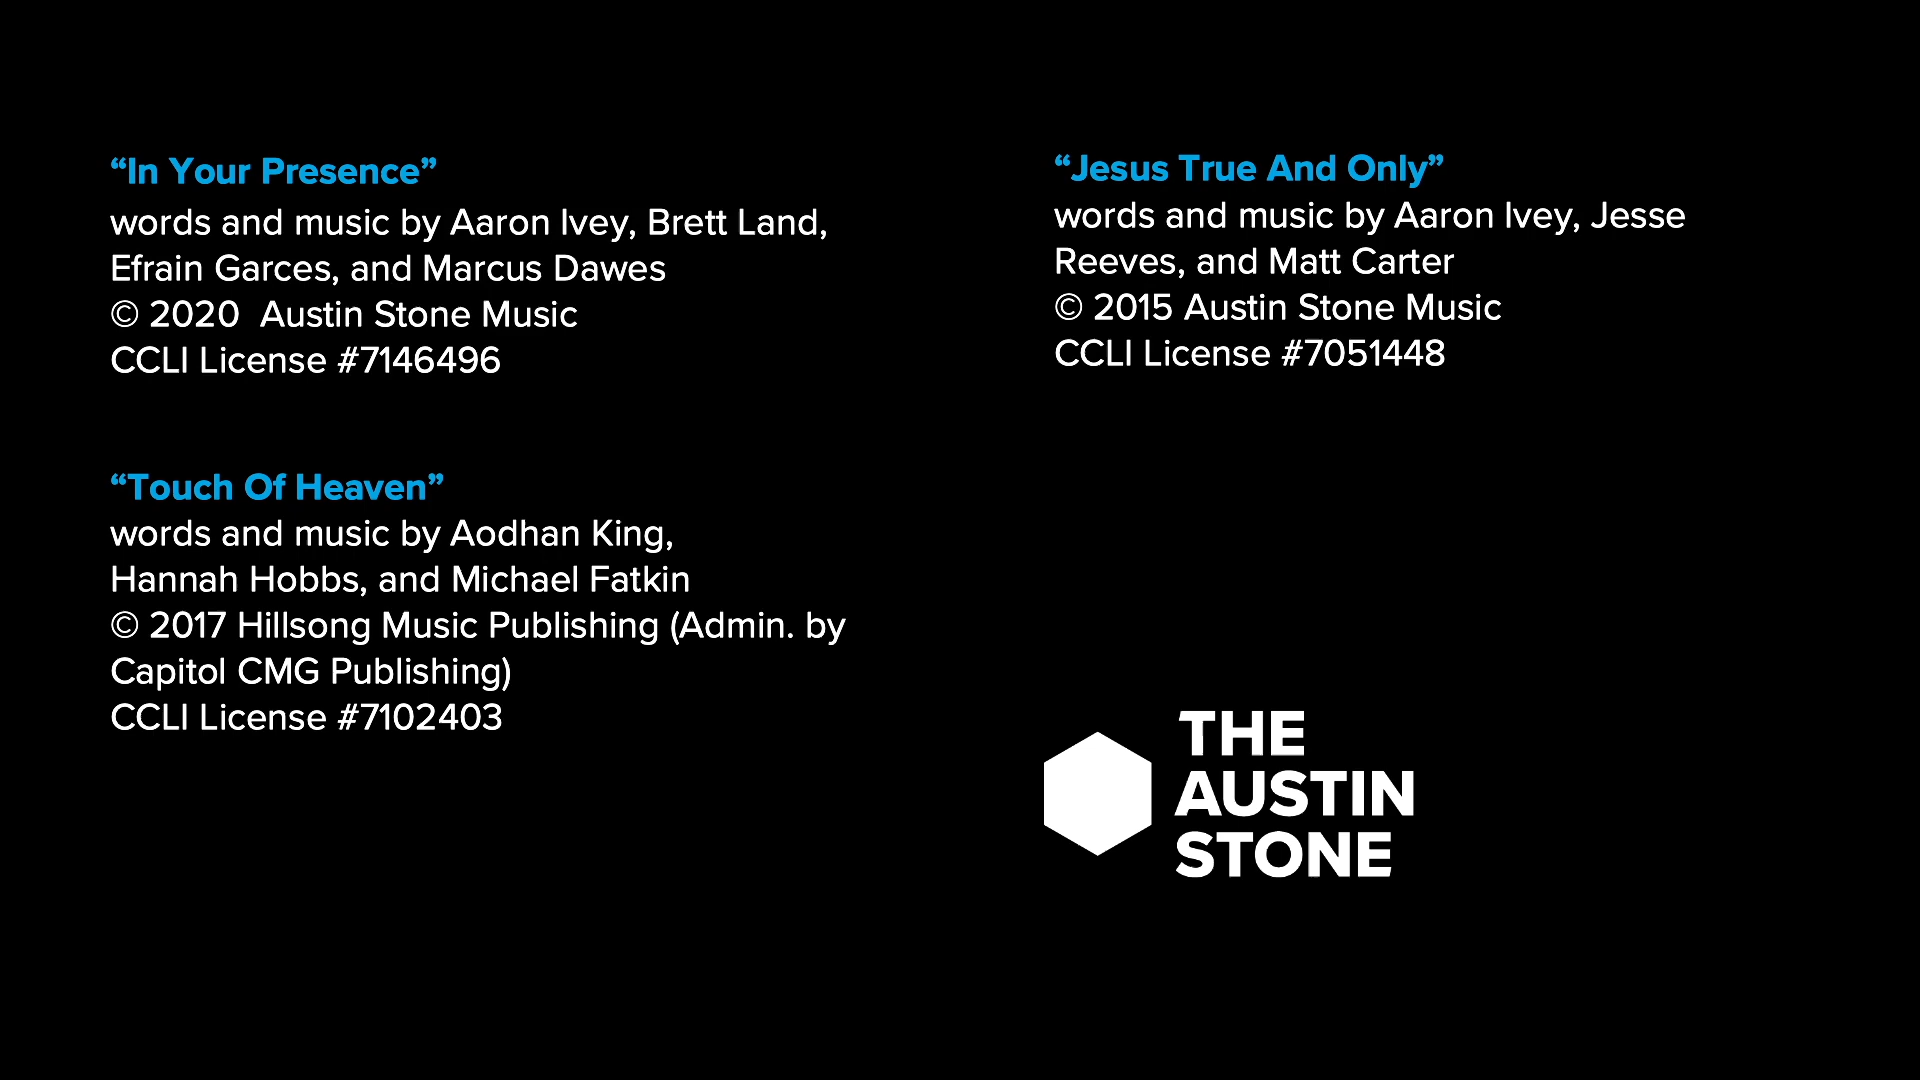 “In Your Presence”
words and music by Aaron Ivey, Brett Land,
Efrain Garces, and Marcus Dawes
© 2020  Austin Stone Music
CCLI License #7146496
“Touch Of Heaven”
words and music by Aodhan King,
Hannah Hobbs, and Michael Fatkin
© 2017 Hillsong Music Publishing (Admin. by
Capitol CMG Publishing)
CCLI License #7102403
“Jesus True And Only”
words and music by Aaron Ivey, Jesse
Reeves, and Matt Carter
© 2015 Austin Stone Music
CCLI License #7051448
THE
AUSTIN
STONE